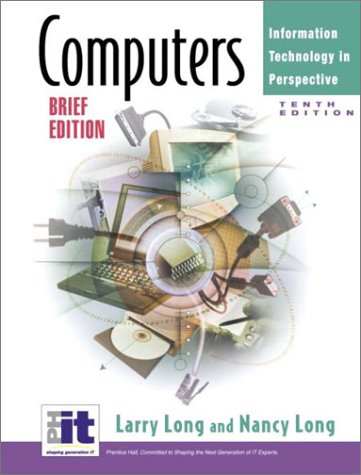 Computers
BRIEF
EDITION
Information
Technology in
Perspective
TENTH
EDITION
PH
it
shaping generation IT
Larry Long and Nancy Long
Prentice Hall, Committed to Shaping the Next Generation of IT Experts.